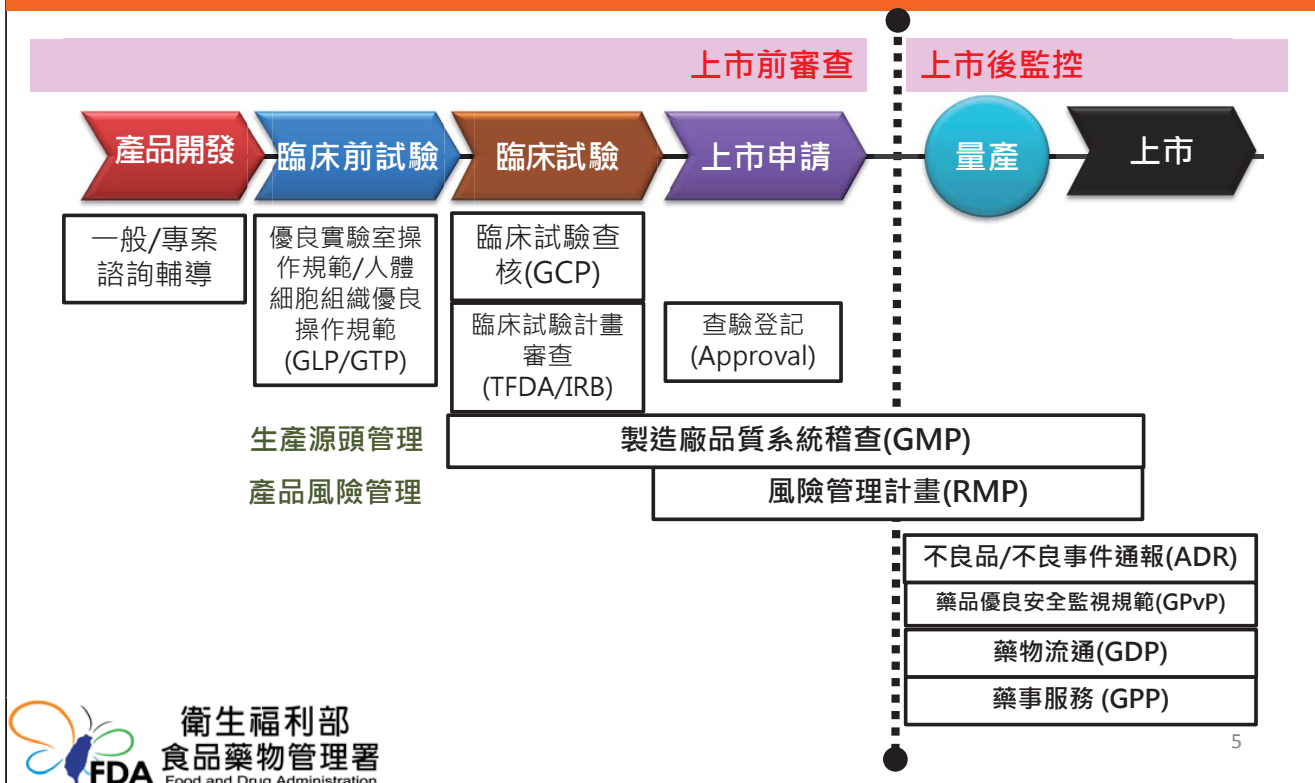 上市前審查
上市後監控
產品開發
臨床前試驗
臨床試驗
上市申請
量產
上市
一般/專案
諮詢輔導
優良實驗室操
作規範/人體
細胞組織優良
操作規範
(GLP/GTP)
臨床試驗查
核(GCP)
臨床試驗計畫
審查
(TFDA/IRB)
查驗登記
(Approval)
生產源頭管理
製造廠品質系統稽查(GMP)
產品風險管理
風險管理計畫(RMP)
不良品/不良事件通報(ADR)
藥品優良安全監視規範(GPvP)
藥物流通(GDP)
藥事服務 (GPP)
衛生福利部
FDA 食品藥物管理署
Food and Drug Administration
5